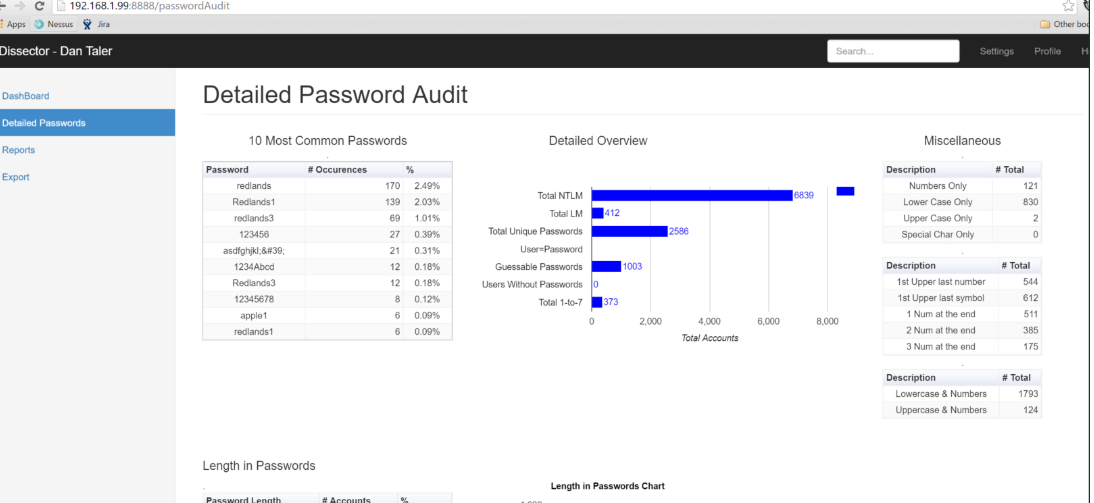 192.168.1.99:8888/passwordAudit
Apps Nessus Jira
Dissector - Dan Taler
Search...
Settings Profile
DashBoard
Detailed Passwords
Reports
Export
Detailed Password Audit
10 Most Common Passwords
Password # Occurences %
redlands 170 2.49%
Redlands1 139 2.03%
redlands3 69 1.01%
123456 27 0.39%
asdfghjkl;&#39; 21 0.31%
1234Abcd 12 0.18%
Redlands3 12 0.18%
12345678 8 0.12%
apple1 6 0.09%
redlands1 6 0.09%
Detailed Overview
Total NTLM 6839
Total LM 412
Total Unique Passwords 2586
User=Password
Guessable Passwords 1003
Users Without Passwords 0
Total 1-to-7 373
0 2,000 4,000 6,000 8,000
Total Accounts
Miscellaneous
Description # Total
Numbers Only 121
Lower Case Only 830
Upper Case Only 2
Special Char Only 0
Description # Total
1st Upper last number 544
1st Upper last symbol 612
1 Num at the end 511
2 Num at the end 385
3 Num at the end 175
Description # Total
Lowercase & Numbers 1793
Uppercase & Numbers 124
Length in Passwords
Password Length # Accounts %
Length in Passwords Chart